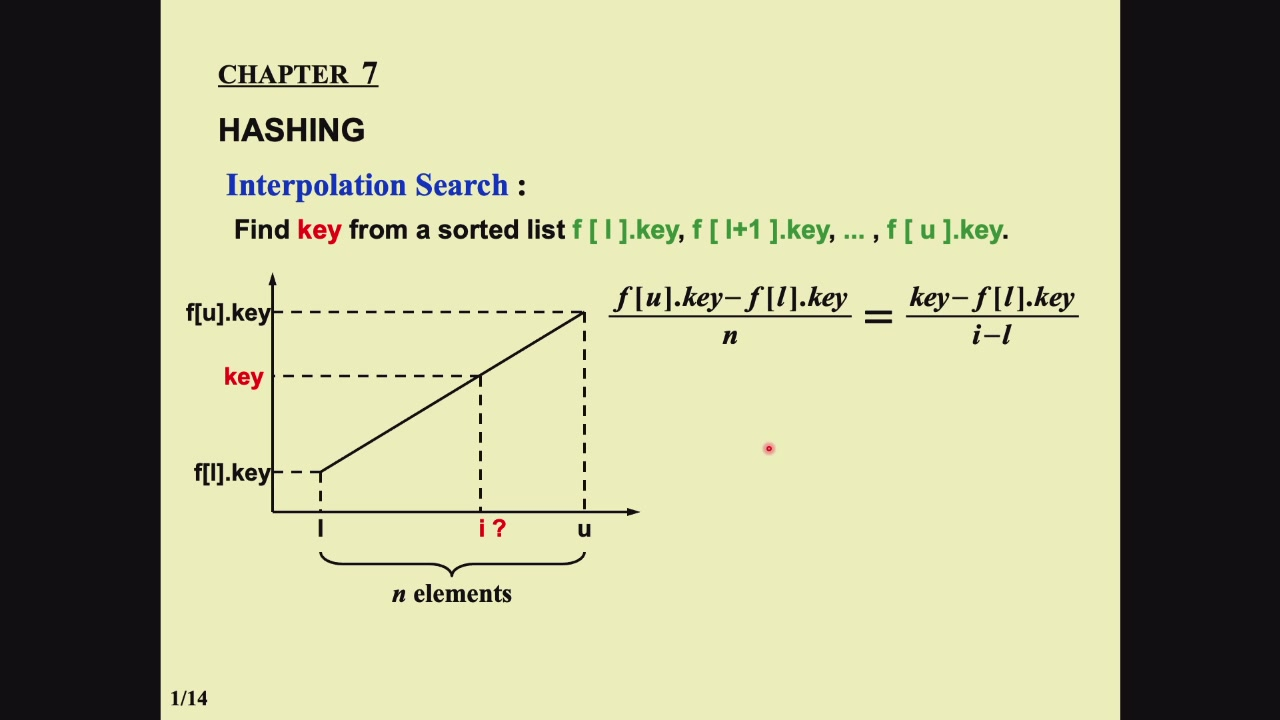 CHAPTER 7
HASHING
Interpolation Search :
Find key from a sorted list f [ l ].key, f [ l+1 ].key, ... , f [ u ].key.
f[u].key
key
f[l].key
l i ? u
n elements
f [u].key− f [l].key / n = key− f [l].key / i−l
1/14